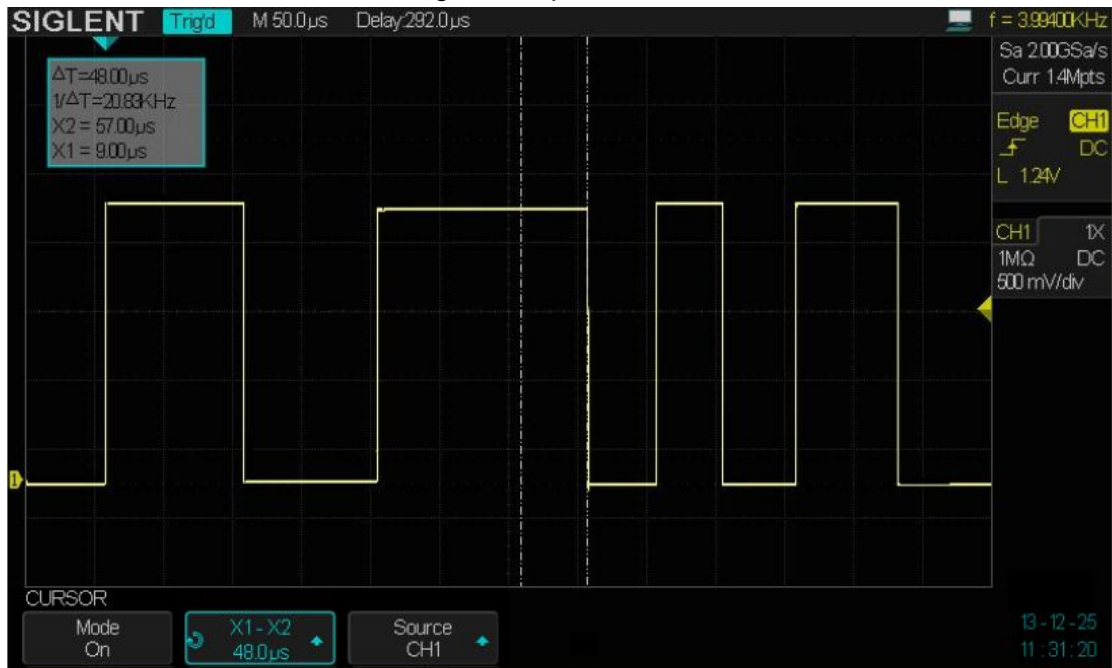 SIGLENT Trig'd M 50.0µs Delay:292.0µs f = 3.99400KHz
Sa 2.00GSa/s
Curr 1.4Mpts
ΔT=48.00µs
1/ΔT=20.83KHz
X2 = 57.00µs
X1 = 9.00µs
Edge CH1
DC
L 1.24V
CH1 1X
1MΩ DC
500 mV/div
1
CURSOR
Mode
On
X1-X2
48.0µs
Source
CH1
13-12-25
11:31:20